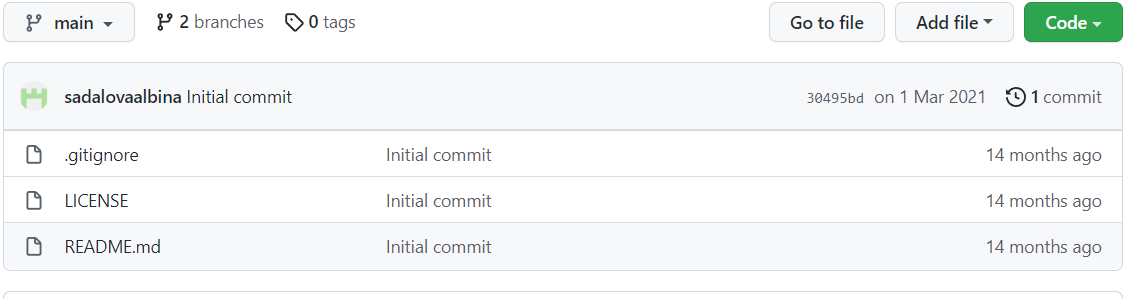 main 2 branches 0 tags Go to file Add file Code
sadalovaalbina Initial commit 30495bd on 1 Mar 2021 1 commit
.gitignore Initial commit 14 months ago
LICENSE Initial commit 14 months ago
README.md Initial commit 14 months ago